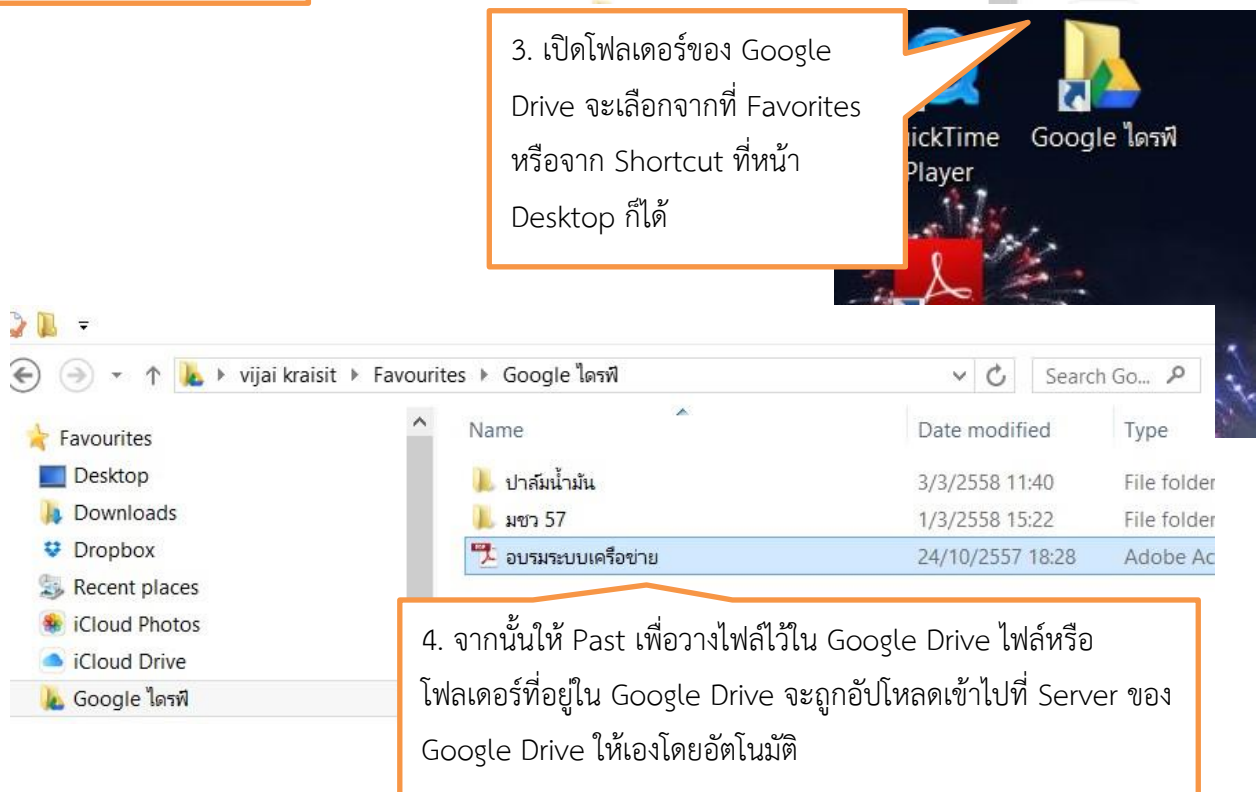 3. เปิดโฟลเดอร์ของ Google
Drive จะเลือกจากที่ Favorites
หรือจาก Shortcut ที่หน้า
Desktop ก็ได้
ickTime
Player
Google ไดรฟ์
vijai kraisit
Favourites
Google ไดรฟ์
Search Go...
Favourites
Desktop
Downloads
Dropbox
Recent places
iCloud Photos
iCloud Drive
Google ไดรฟ์
Name Date modified Type
ปาล์มน้ำมัน 3/3/2558 11:40 File folder
มชว 57 1/3/2558 15:22 File folder
อบรมระบบเครือข่าย 24/10/2557 18:28 Adobe Ac
4. จากนั้นให้ Past เพื่อวางไฟล์ไว้ใน Google Drive ไฟล์หรือ
โฟลเดอร์ที่อยู่ใน Google Drive จะถูกอัปโหลดเข้าไปที่ Server ของ
Google Drive ให้เองโดยอัตโนมัติ